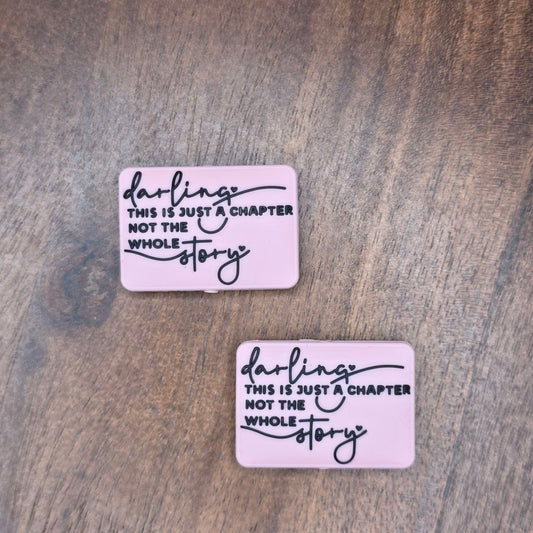 darling
THIS IS JUST A CHAPTER
NOT THE
WHOLE story
darling
THIS IS JUST A CHAPTER
NOT THE
WHOLE story